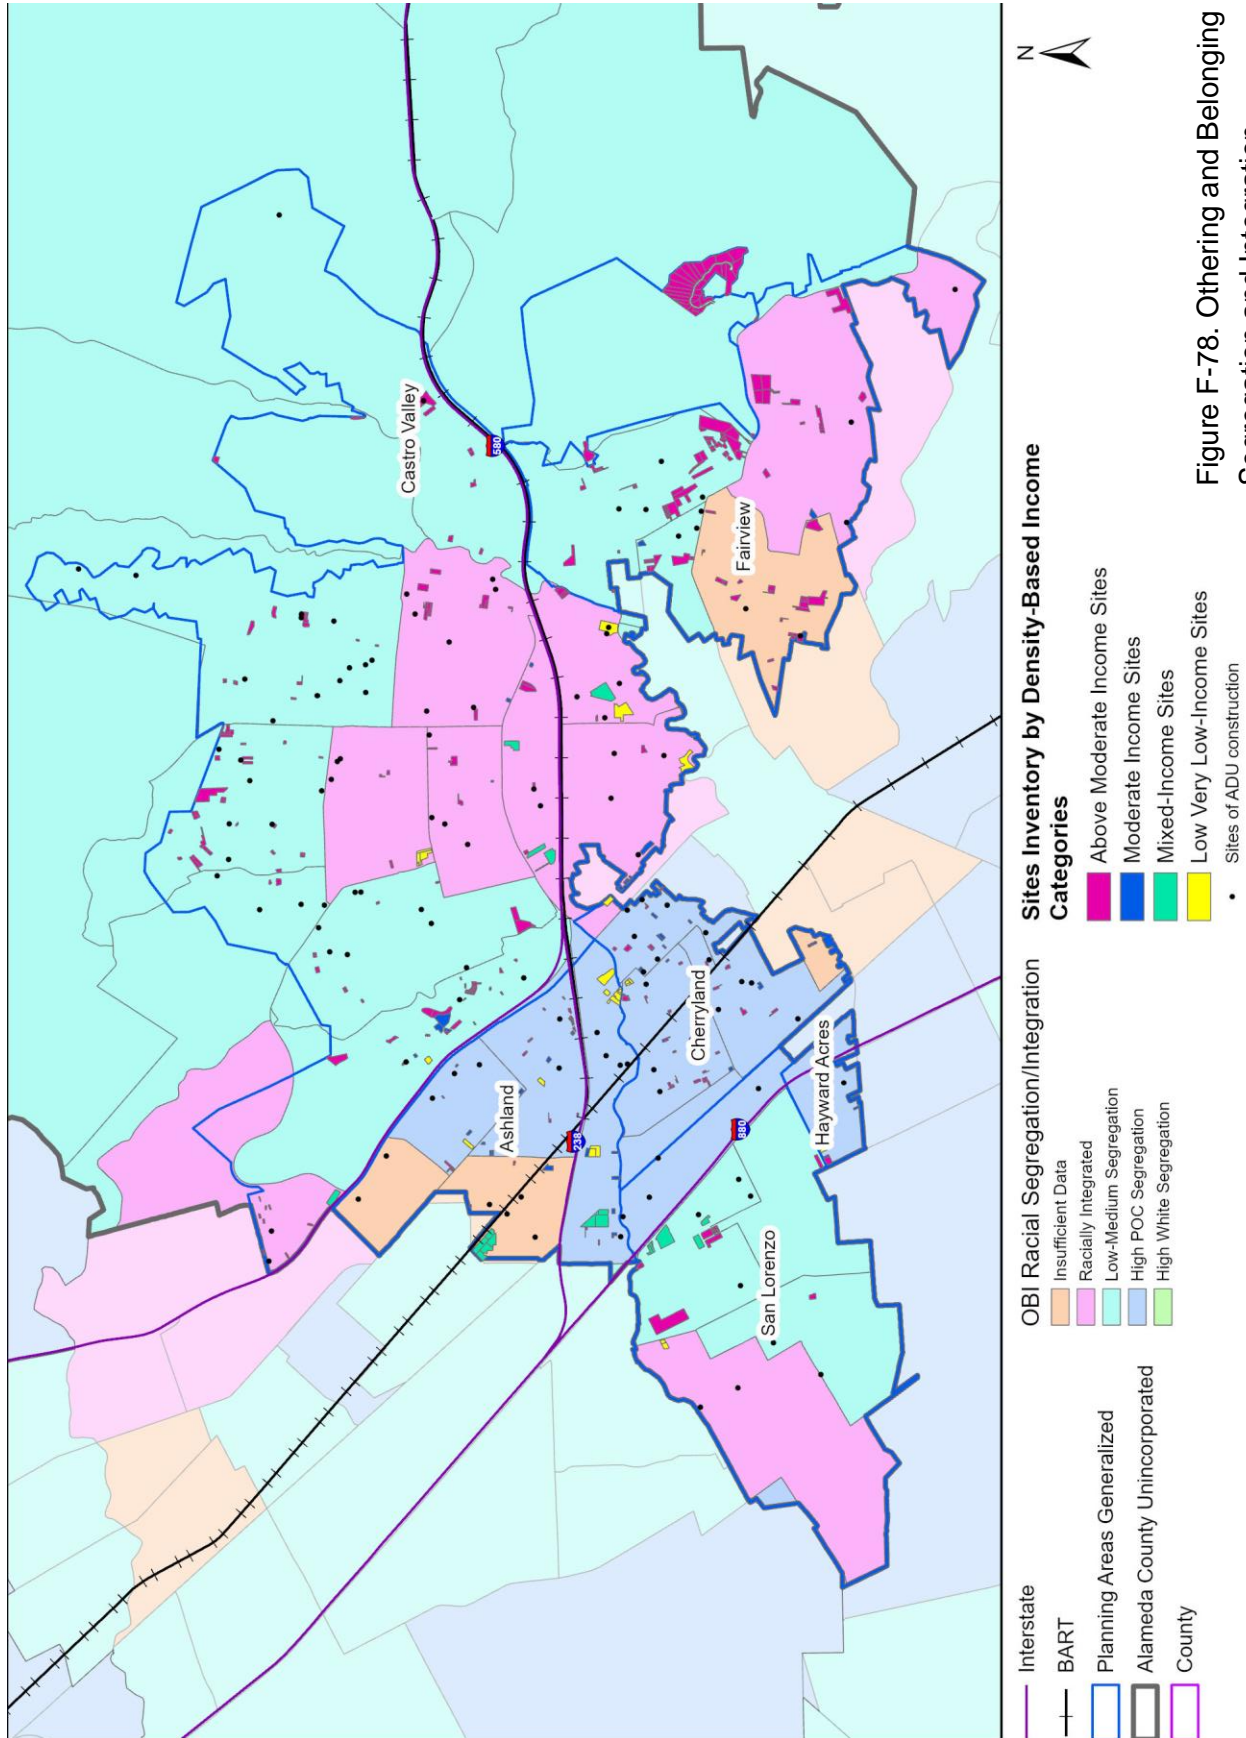 Castro Valley
580
Fairview
Ashland
238
Cherryland
Hayward Acres
880
San Lorenzo
N
Interstate
BART
Planning Areas Generalized
Alameda County Unincorporated
County
OBI Racial Segregation/Integration
Insufficient Data
Racially Integrated
Low-Medium Segregation
High POC Segregation
High White Segregation
Sites Inventory by Density-Based Income
Categories
Above Moderate Income Sites
Moderate Income Sites
Mixed-Income Sites
Low Very Low-Income Sites
Sites of ADU construction
Figure F-78. Othering and Belonging
Segregation and Integration